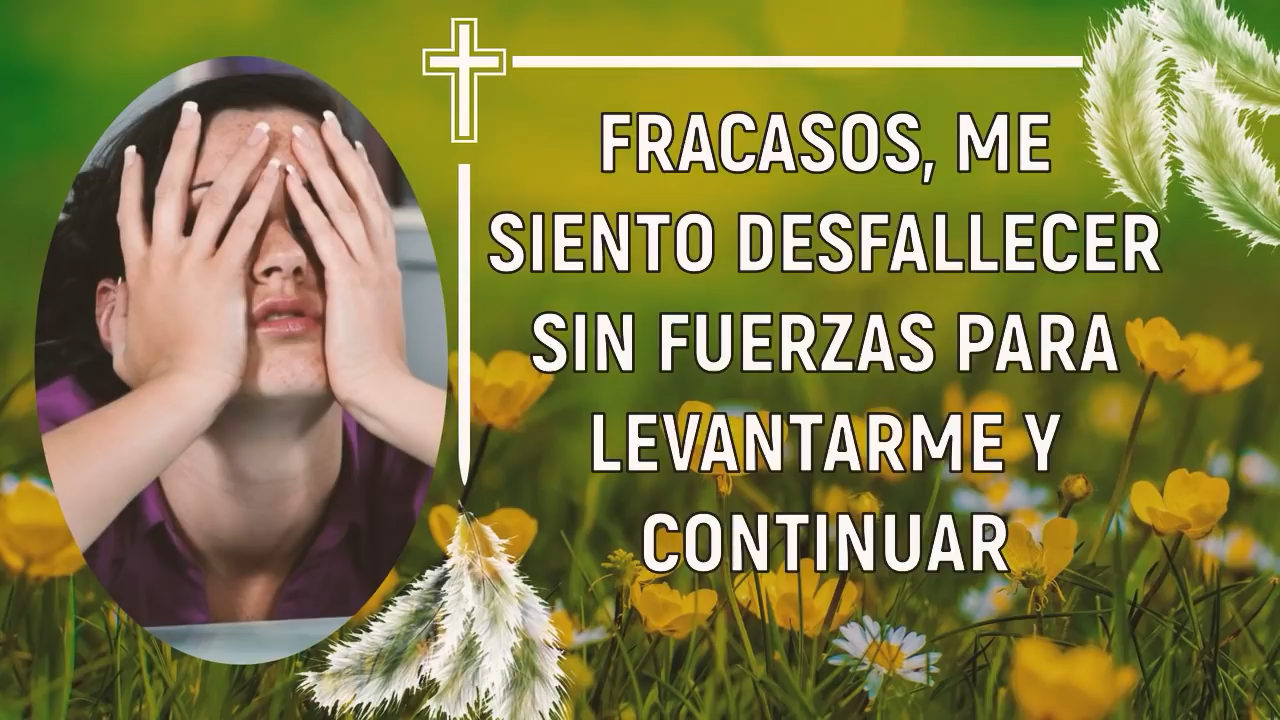 FRACASOS, ME
SIENTO DESFALLECER
SIN FUERZAS PARA
LEVANTARME Y
CONTINUAR